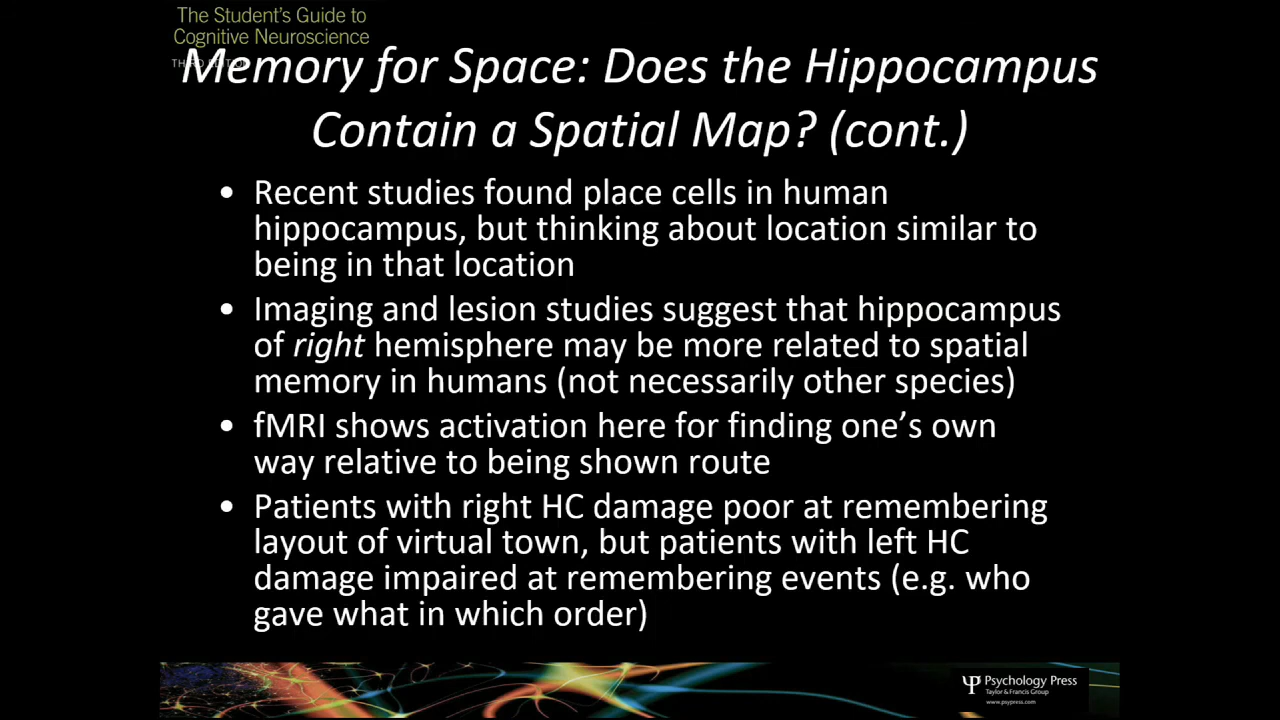 The Student's Guide to
Cognitive Neuroscience
THIRD EDITION
Memory for Space: Does the Hippocampus
Contain a Spatial Map? (cont.)
• Recent studies found place cells in human
hippocampus, but thinking about location similar to
being in that location
• Imaging and lesion studies suggest that hippocampus
of right hemisphere may be more related to spatial
memory in humans (not necessarily other species)
• fMRI shows activation here for finding one's own
way relative to being shown route
• Patients with right HC damage poor at remembering
layout of virtual town, but patients with left HC
damage impaired at remembering events (e.g. who
gave what in which order)
Psychology Press
Taylor & Francis Group
www.psypress.com